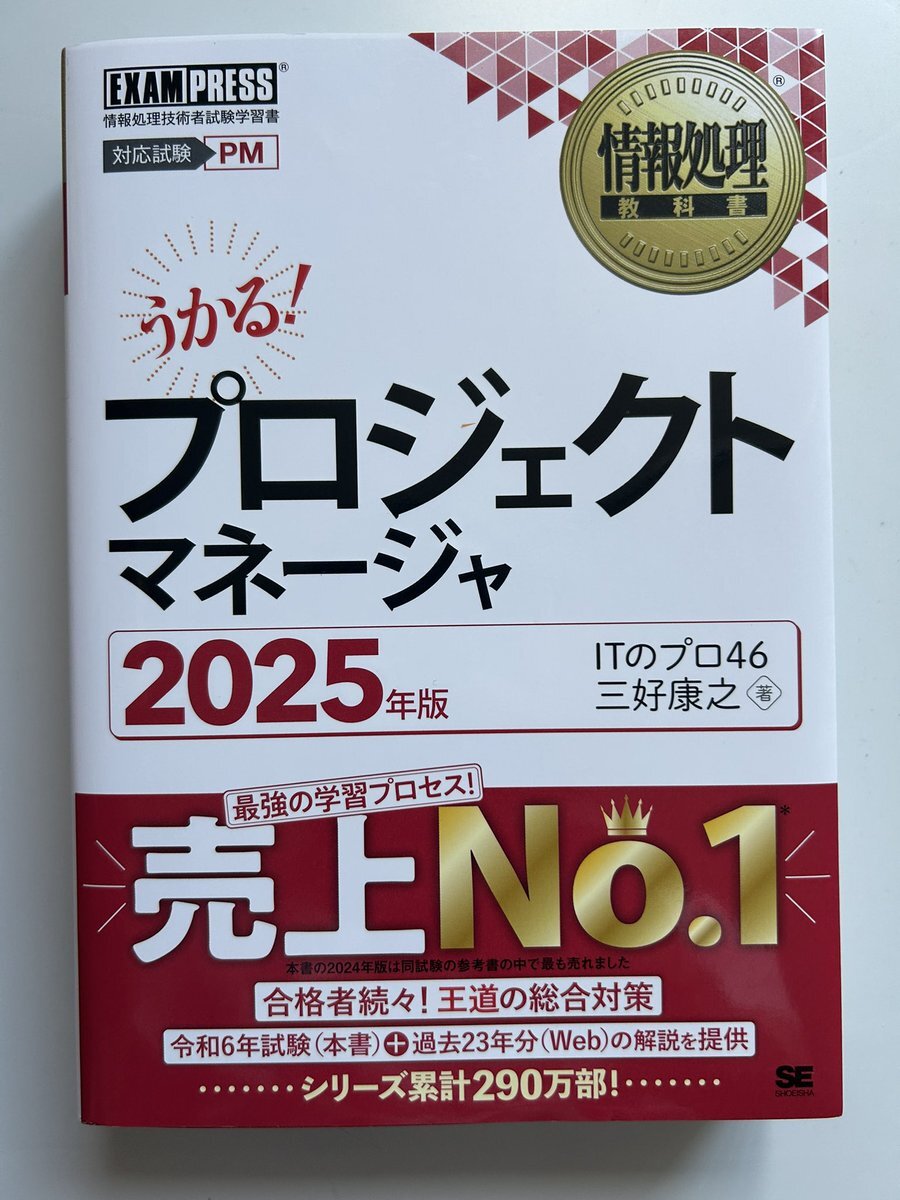 EXAMPRESS®
情報処理技術者試験学習書
対応試験 PM
情報処理®
教科書
うかる!
プロジェクト
マネージャ
2025年版
ITのプロ46
三好康之 著
最強の学習プロセス!
売上No.1*
本書の2024年版は同試験の参考書の中で最も売れました
合格者続々!王道の総合対策
令和6年試験(本書)+過去23年分(Web)の解説を提供
シリーズ累計290万部!
SE
SHOEISHA